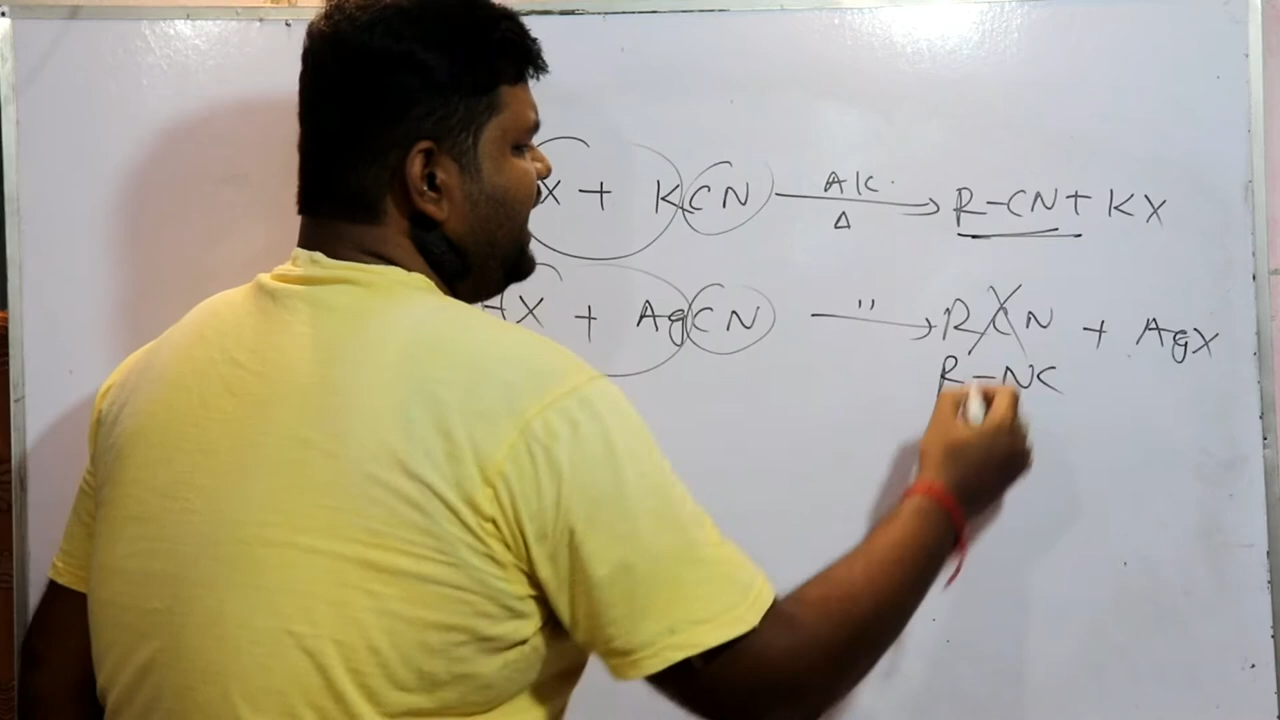 X + KCN —Alc.→ R-CN + KX
Δ
X + AgCN —"→ RCN + AgX
R-NC